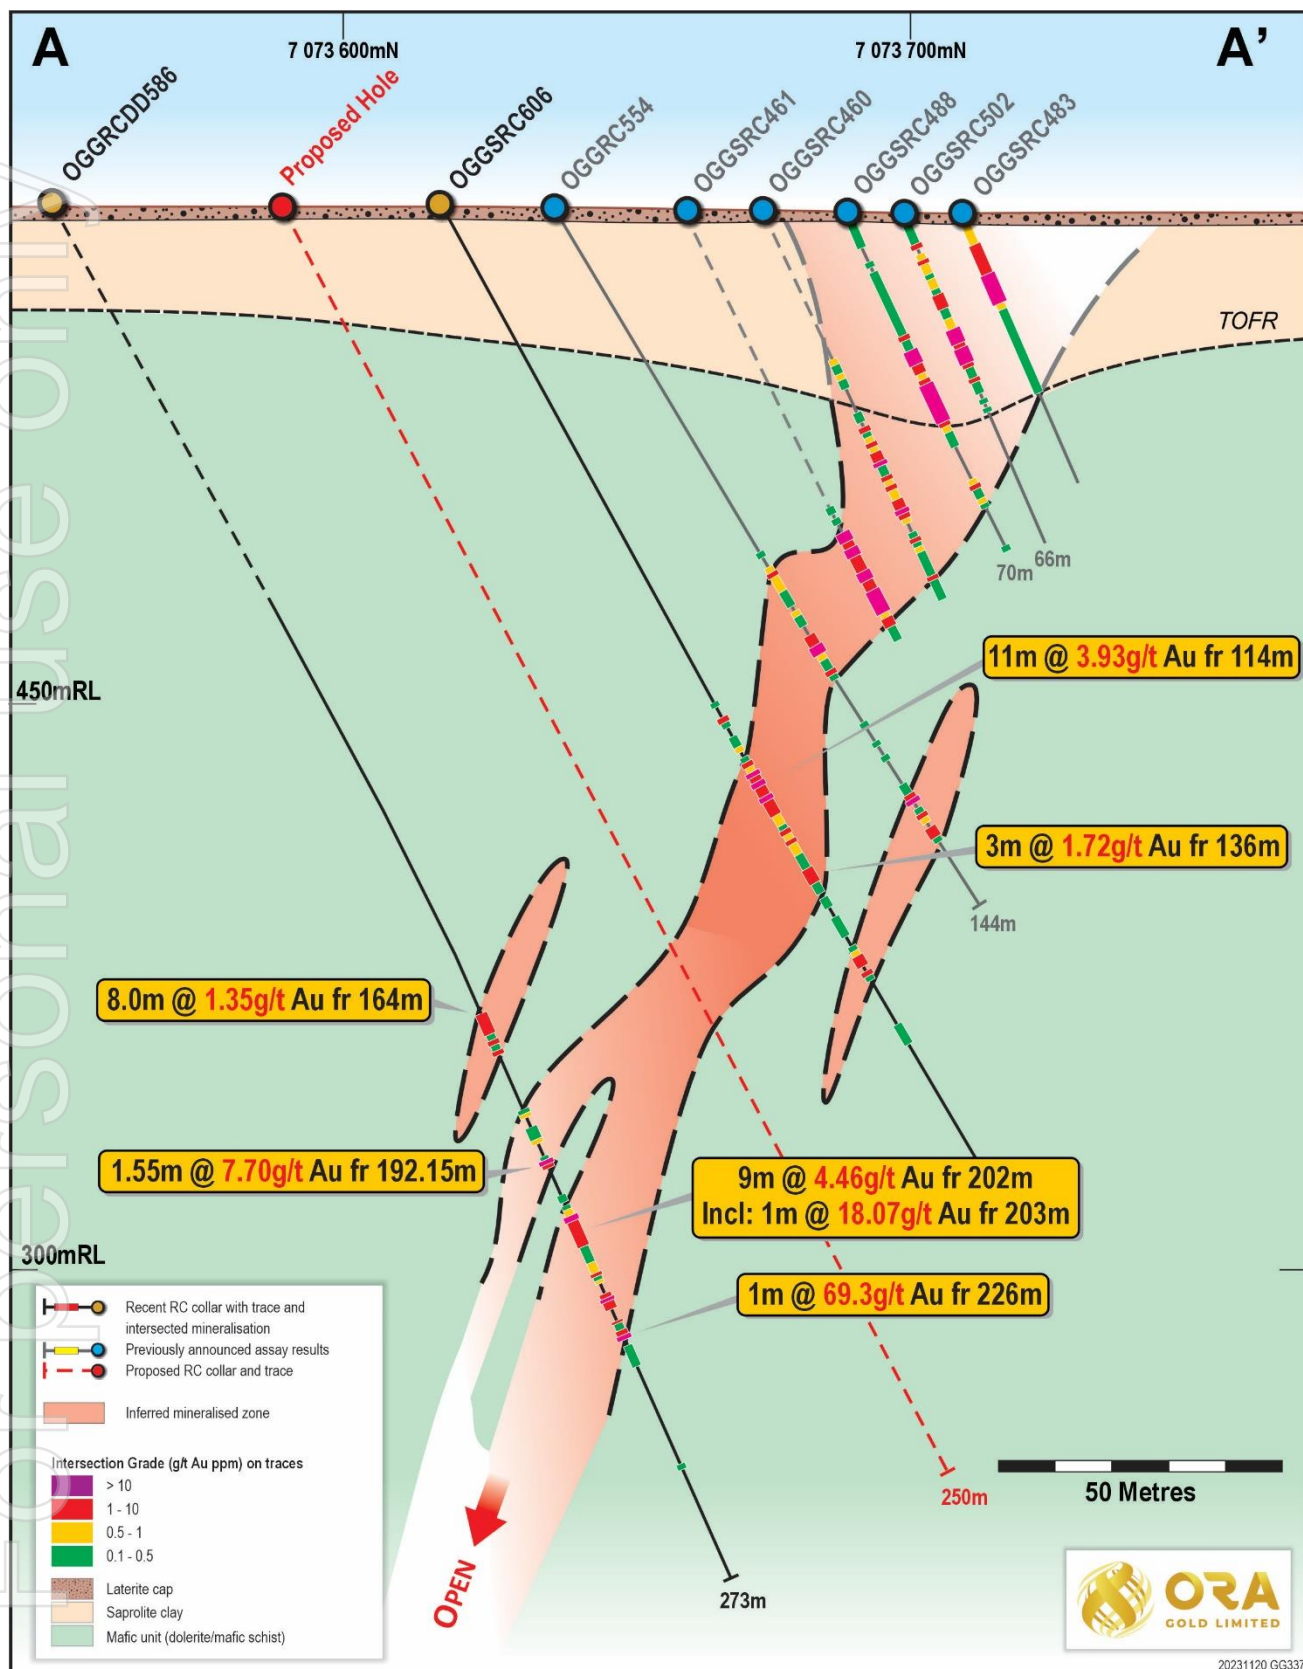 A
7 073 600mN
7 073 700mN
A'
OGGRCDD586
Proposed Hole
OGGSRC606
OGGRC554
OGGSRC461
OGGSRC460
OGGSRC488
OGGSRC502
OGGSRC483
TOFR
70m
66m
11m @ 3.93g/t Au fr 114m
450mRL
3m @ 1.72g/t Au fr 136m
144m
8.0m @ 1.35g/t Au fr 164m
1.55m @ 7.70g/t Au fr 192.15m
9m @ 4.46g/t Au fr 202m
Incl: 1m @ 18.07g/t Au fr 203m
300mRL
1m @ 69.3g/t Au fr 226m
Recent RC collar with trace and
intersected mineralisation
Previously announced assay results
Proposed RC collar and trace
Inferred mineralised zone
Intersection Grade (g/t Au ppm) on traces
> 10
1 - 10
0.5 - 1
0.1 - 0.5
Laterite cap
Saprolite clay
Mafic unit (dolerite/mafic schist)
OPEN
250m
273m
50 Metres
ORA
GOLD LIMITED
20231120 GG337
For personal use only